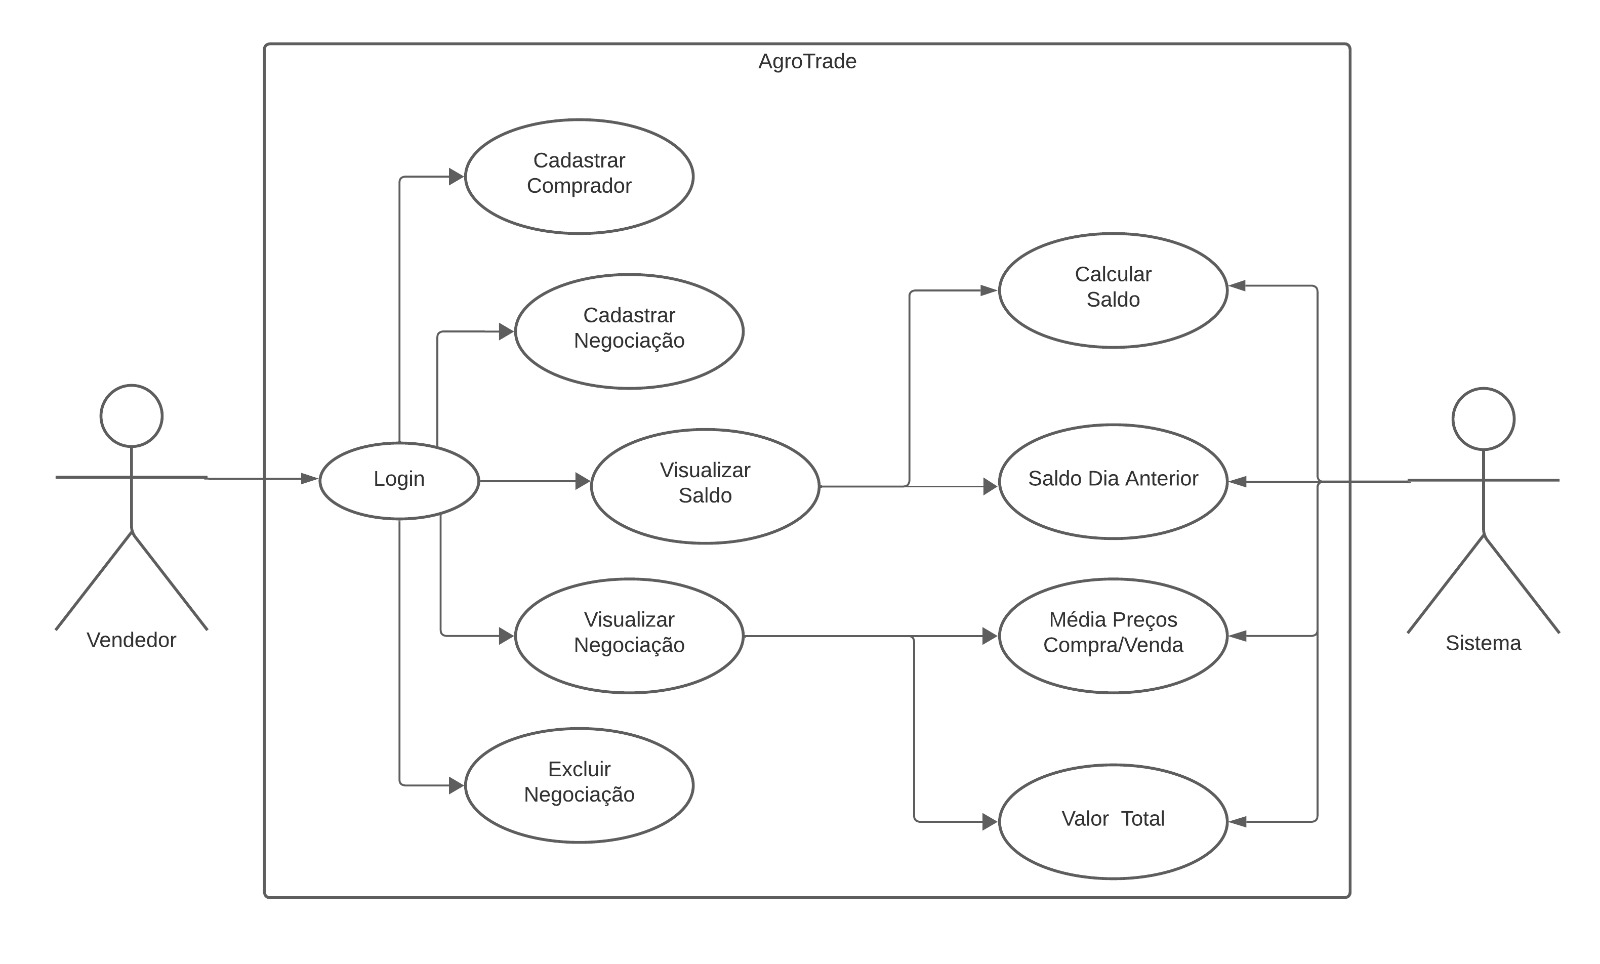 AgroTrade
Cadastrar
Comprador
Calcular
Saldo
Cadastrar
Negociação
Login
Visualizar
Saldo
Saldo Dia Anterior
Visualizar
Negociação
Média Preços
Compra/Venda
Vendedor
Sistema
Excluir
Negociação
Valor  Total